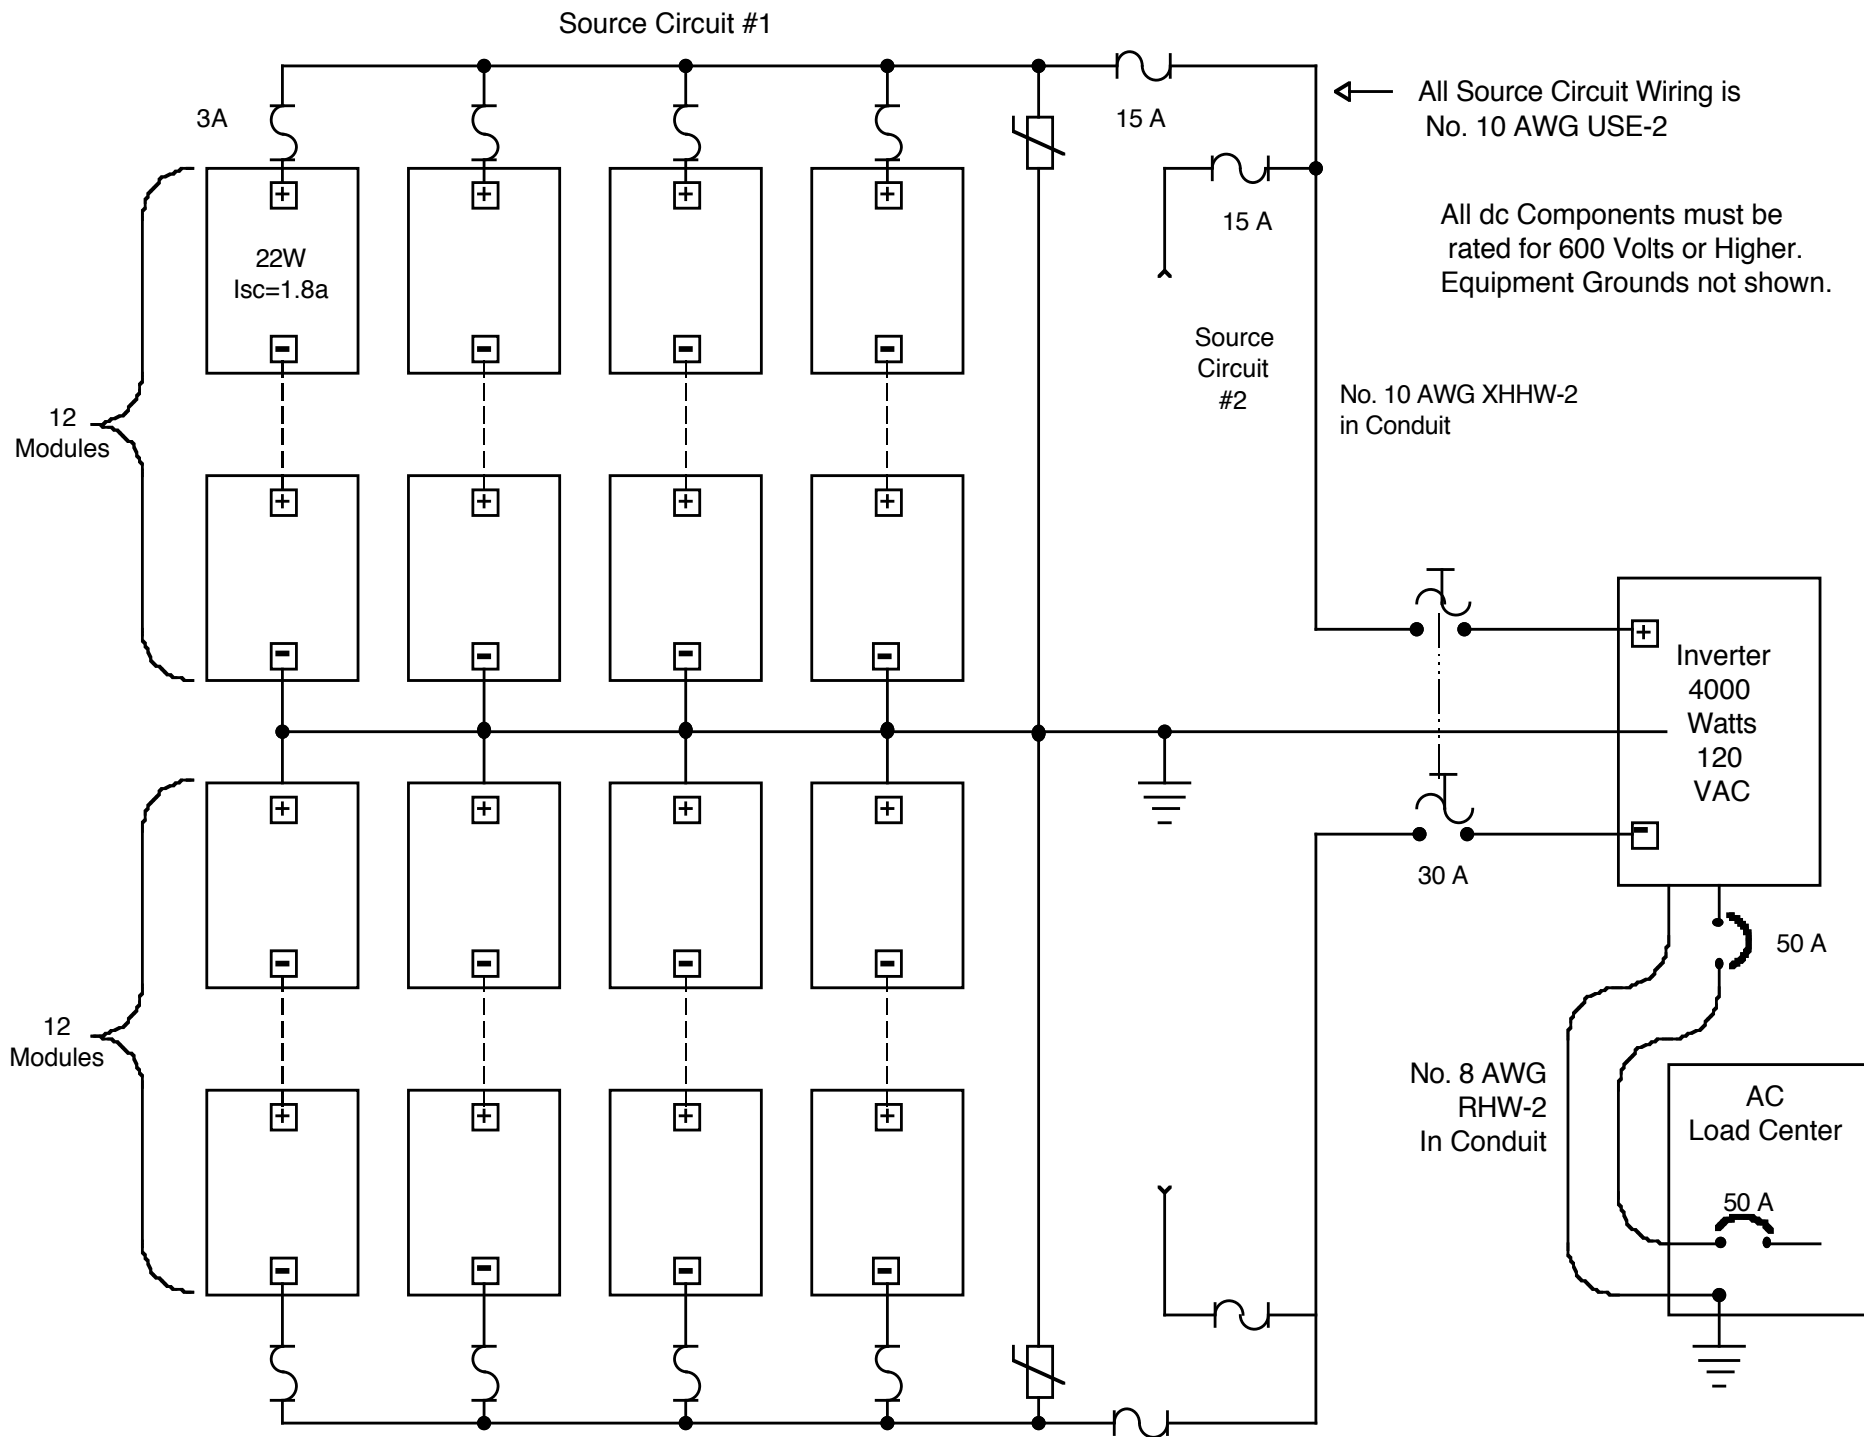 Source Circuit #1
3A
15 A
All Source Circuit Wiring is
No. 10 AWG USE-2
15 A
All dc Components must be
rated for 600 Volts or Higher.
Equipment Grounds not shown.
+
+
+
+
22W
Isc=1.8a
-
-
-
-
Source
Circuit
#2
No. 10 AWG XHHW-2
in Conduit
12
Modules
+
+
+
+
-
-
-
-
+
Inverter
4000
Watts
120
VAC
-
30 A
+
+
+
+
-
-
-
-
50 A
12
Modules
No. 8 AWG
RHW-2
In Conduit
AC
Load Center
50 A
+
+
+
+
-
-
-
-